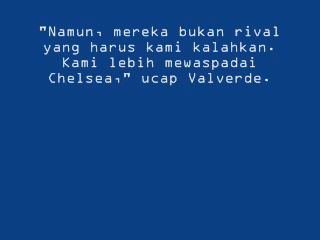 "Namun, mereka bukan rival
yang harus kami kalahkan.
Kami lebih mewaspadai
Chelsea," ucap Valverde.